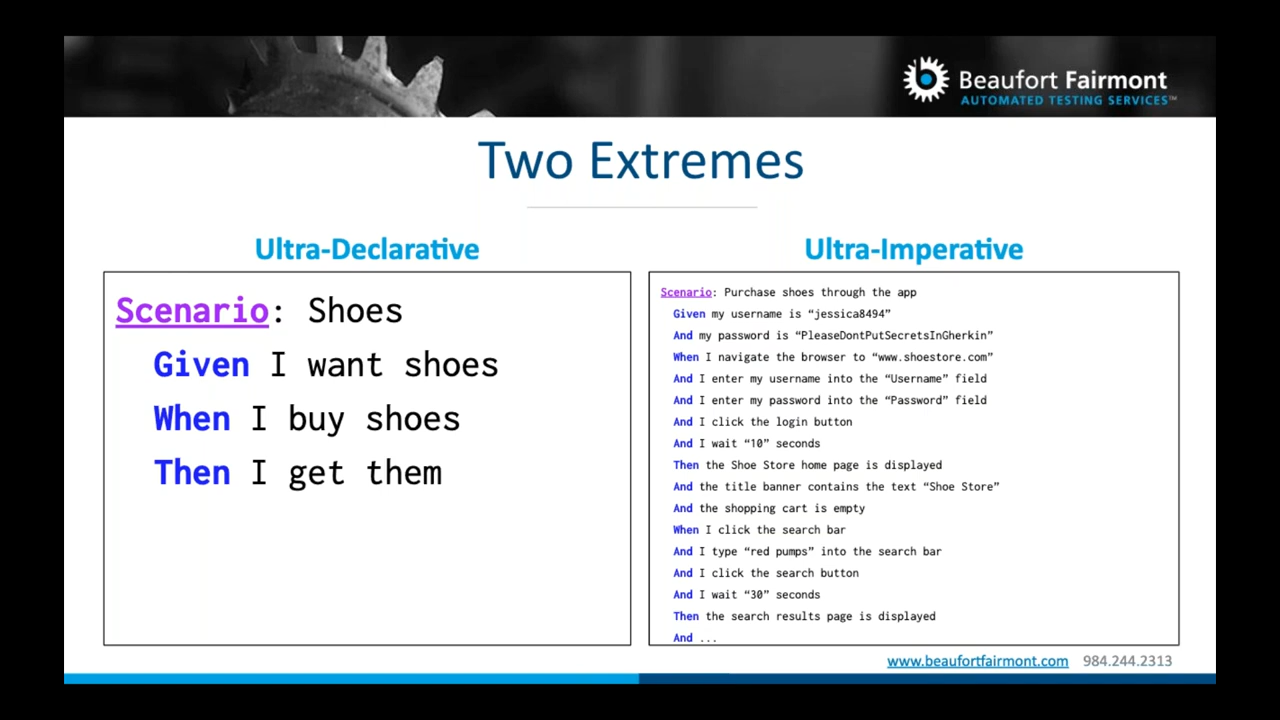 Beaufort Fairmont
AUTOMATED TESTING SERVICES™
Two Extremes
Ultra-Declarative
Scenario: Shoes
Given I want shoes
When I buy shoes
Then I get them
Ultra-Imperative
Scenario: Purchase shoes through the app
Given my username is “jessica8494”
And my password is “PleaseDontPutSecretsInGherkin”
When I navigate the browser to “www.shoestore.com”
And I enter my username into the “Username” field
And I enter my password into the “Password” field
And I click the login button
And I wait “10” seconds
Then the Shoe Store home page is displayed
And the title banner contains the text “Shoe Store”
And the shopping cart is empty
When I click the search bar
And I type “red pumps” into the search bar
And I click the search button
And I wait “30” seconds
Then the search results page is displayed
And ...
www.beaufortfairmont.com 984.244.2313